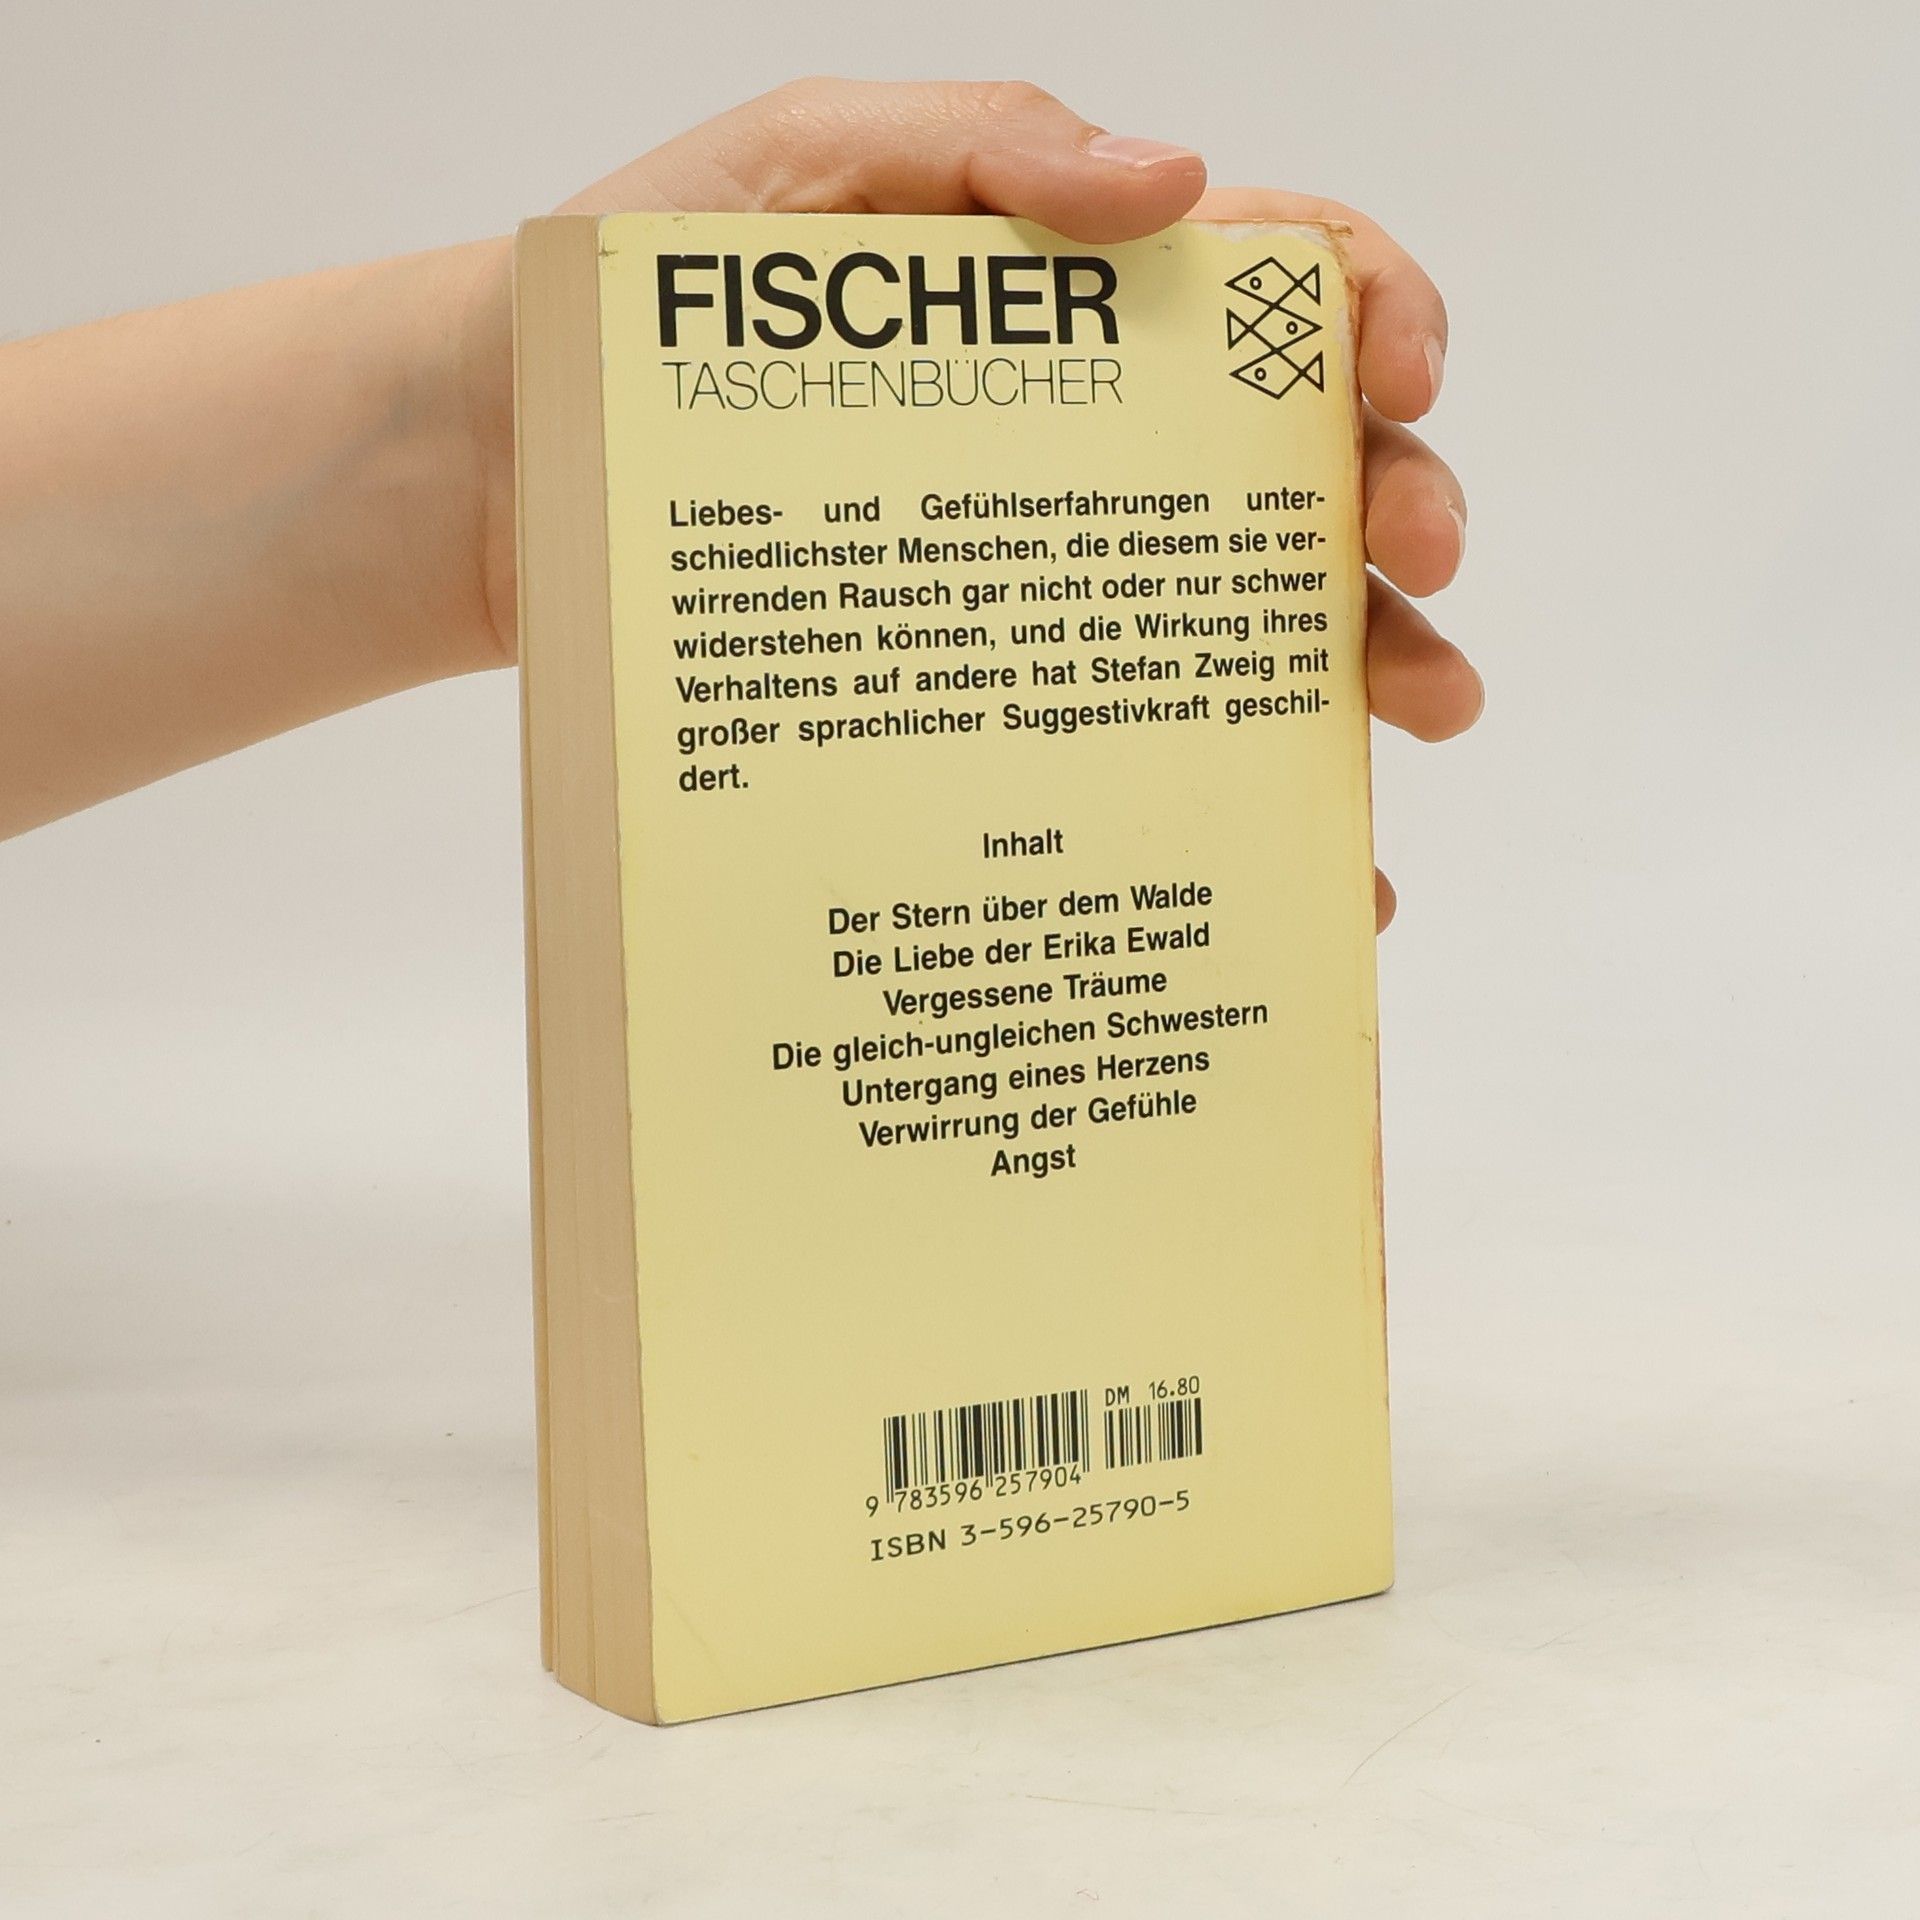 FISCHER
TASCHENBÜCHER
Liebes- und Gefühlserfahrungen unter-
schiedlichster Menschen, die diesem sie ver-
wirrenden Rausch gar nicht oder nur schwer
widerstehen können, und die Wirkung ihres
Verhaltens auf andere hat Stefan Zweig mit
großer sprachlicher Suggestivkraft geschil-
dert.
Inhalt
Der Stern über dem Walde
Die Liebe der Erika Ewald
Vergessene Träume
Die gleich-ungleichen Schwestern
Untergang eines Herzens
Verwirrung der Gefühle
Angst
DM 16.80
9 783596 257904
ISBN 3-596-25790-5